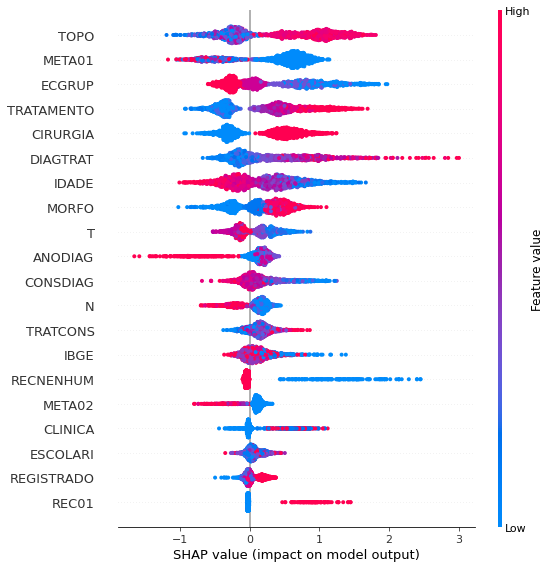 High
TOPO
META01
ECGRUP
TRATAMENTO
CIRURGIA
DIAGTRAT
IDADE
MORFO
T
ANODIAG
CONSDIAG
N
TRATCONS
IBGE
RECNENHUM
META02
CLINICA
ESCOLARI
REGISTRADO
REC01
Feature value
Low
−1 0 1 2 3
SHAP value (impact on model output)